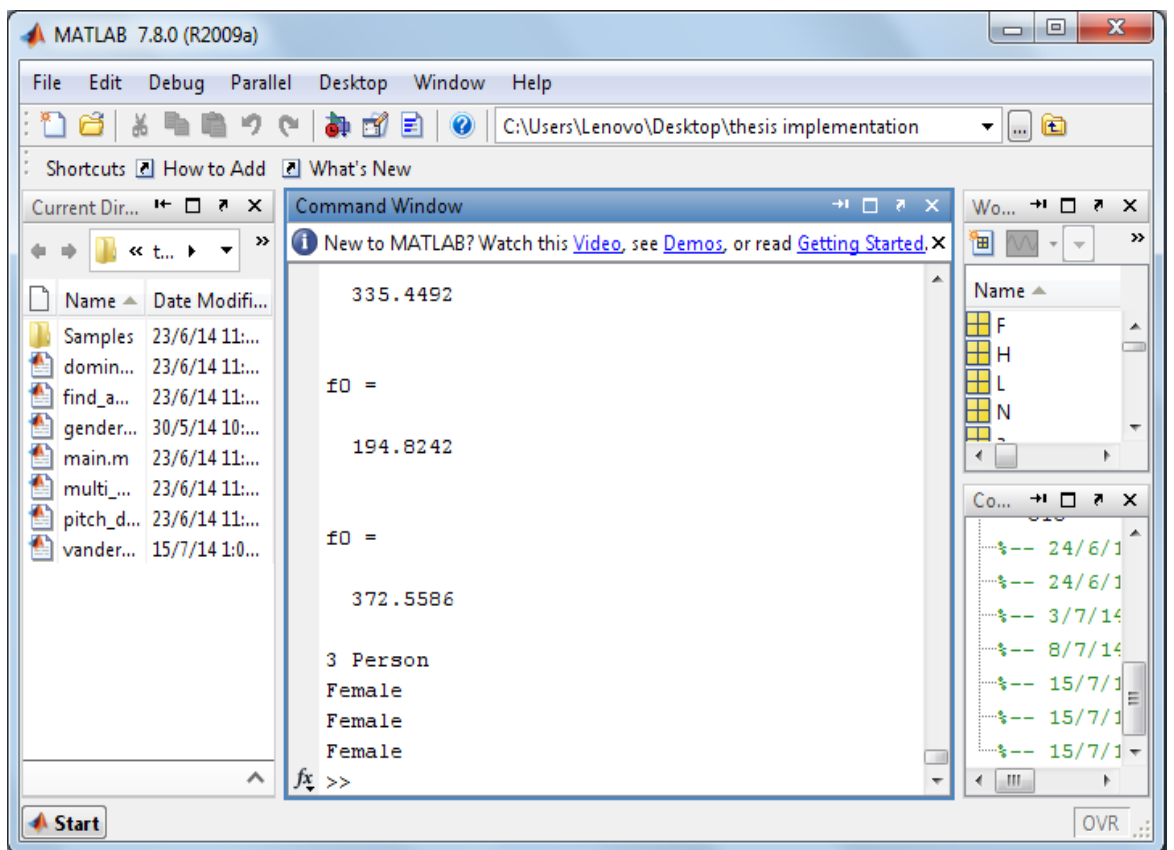 MATLAB 7.8.0 (R2009a)
File Edit Debug Parallel Desktop Window Help
C:\Users\Lenovo\Desktop\thesis implementation
Shortcuts How to Add What's New
Current Dir...
« t...
Name Date Modifi...
Samples 23/6/14 11:...
domin... 23/6/14 11:...
find_a... 23/6/14 11:...
gender... 30/5/14 10:...
main.m 23/6/14 11:...
multi_... 23/6/14 11:...
pitch_d... 23/6/14 11:...
vander... 15/7/14 1:0...
Command Window
New to MATLAB? Watch this Video, see Demos, or read Getting Started.
335.4492
f0 =
194.8242
f0 =
372.5586
3 Person
Female
Female
Female
fx >>
Wo...
Name
F
H
L
N
Co...
%-- 24/6/1
%-- 24/6/1
%-- 3/7/14
%-- 8/7/14
%-- 15/7/1
%-- 15/7/1
%-- 15/7/1
Start
OVR